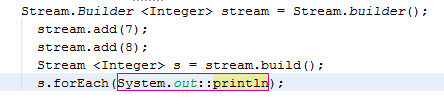 Stream.Builder <Integer> stream = Stream.builder();
stream.add(7);
stream.add(8);
Stream <Integer> s = stream.build();
s.forEach(System.out::println);